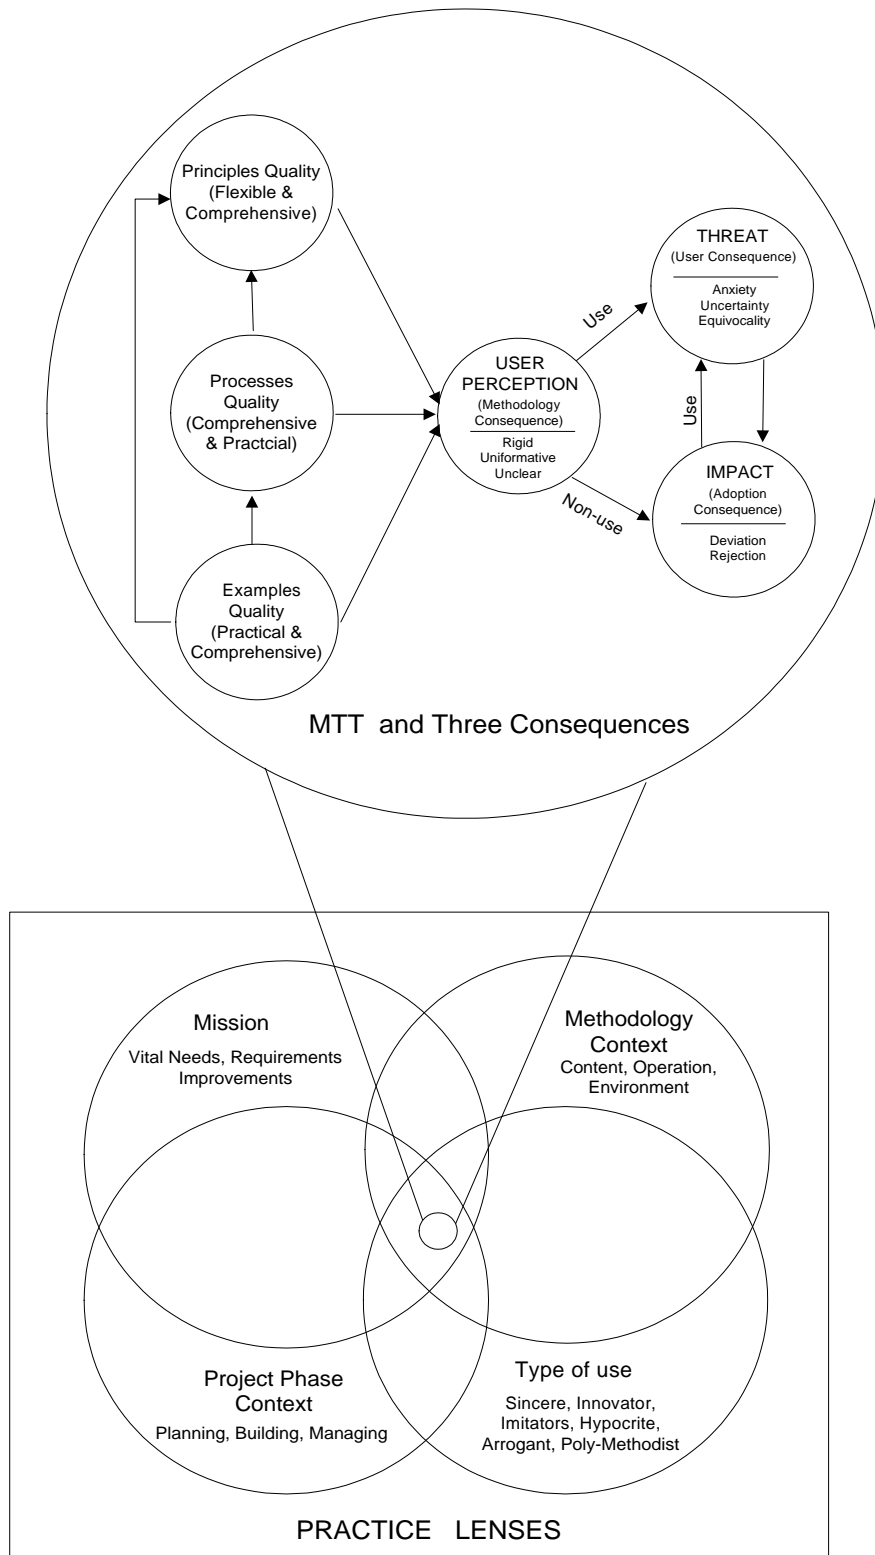 Principles Quality
(Flexible &
Comprehensive)
THREAT
(User Consequence)
Anxiety
Uncertainty
Equivocality
Use
Processes
Quality
(Comprehensive
& Practcial)
USER
PERCEPTION
(Methodology
Consequence)
Rigid
Uniformative
Unclear
Use
Non-use
IMPACT
(Adoption
Consequence)
Deviation
Rejection
Examples
Quality
(Practical &
Comprehensive)
MTT and Three Consequences
Mission
Vital Needs, Requirements
Improvements
Methodology
Context
Content, Operation,
Environment
Project Phase
Context
Planning, Building, Managing
Type of use
Sincere, Innovator,
Imitators, Hypocrite,
Arrogant, Poly-Methodist
PRACTICE LENSES